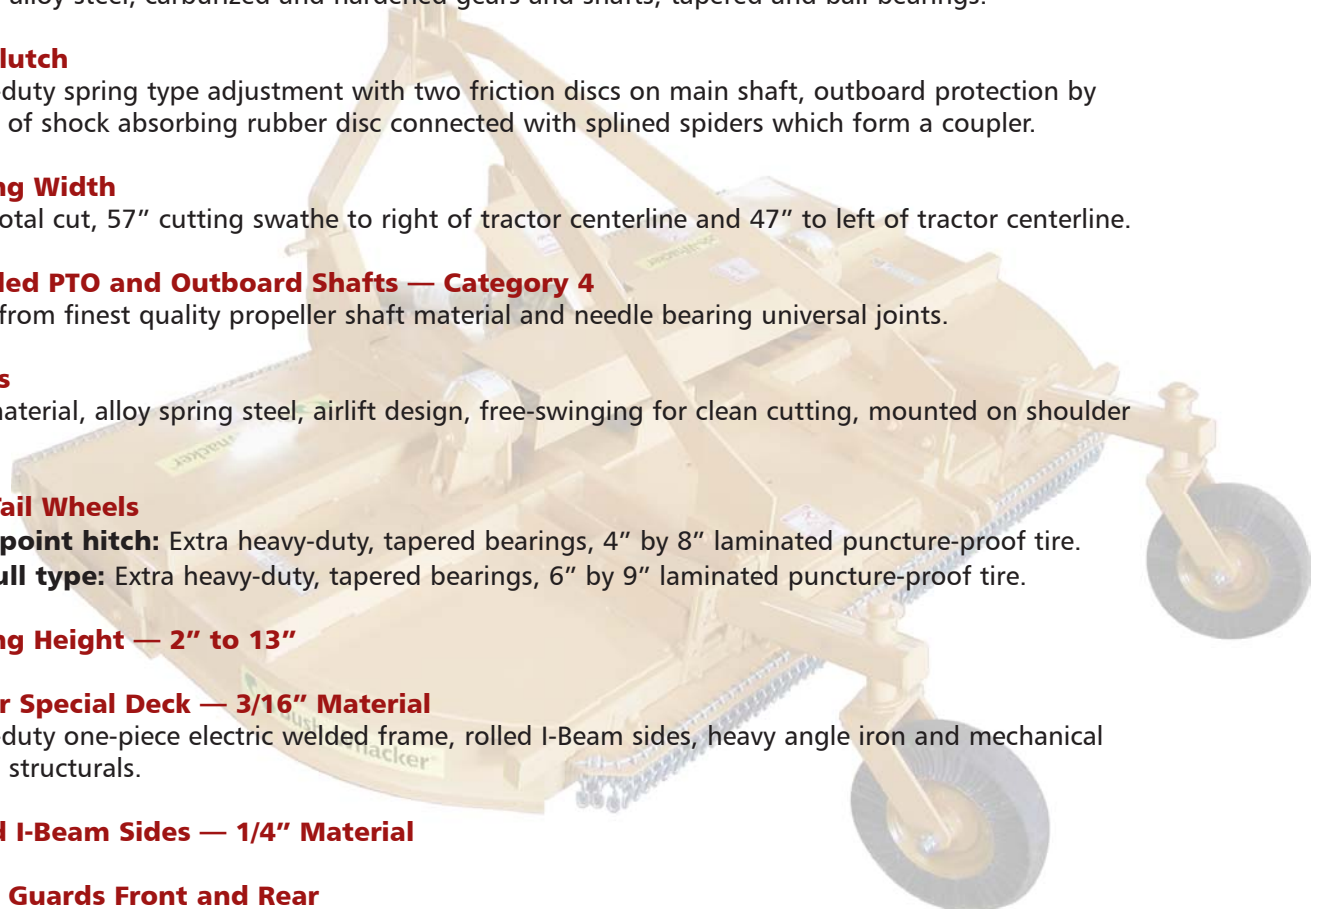 alloy steel, carburized and hardened gears and shafts, tapered and ball bearings.
lutch
duty spring type adjustment with two friction discs on main shaft, outboard protection by
of shock absorbing rubber disc connected with splined spiders which form a coupler.
ng Width
otal cut, 57” cutting swathe to right of tractor centerline and 47” to left of tractor centerline.
led PTO and Outboard Shafts — Category 4
from finest quality propeller shaft material and needle bearing universal joints.
s
naterial, alloy spring steel, airlift design, free-swinging for clean cutting, mounted on shoulder
Tail Wheels
point hitch: Extra heavy-duty, tapered bearings, 4” by 8” laminated puncture-proof tire.
ull type: Extra heavy-duty, tapered bearings, 6” by 9” laminated puncture-proof tire.
ng Height — 2” to 13”
r Special Deck — 3/16” Material
duty one-piece electric welded frame, rolled I-Beam sides, heavy angle iron and mechanical
structurals.
d I-Beam Sides — 1/4” Material
Guards Front and Rear